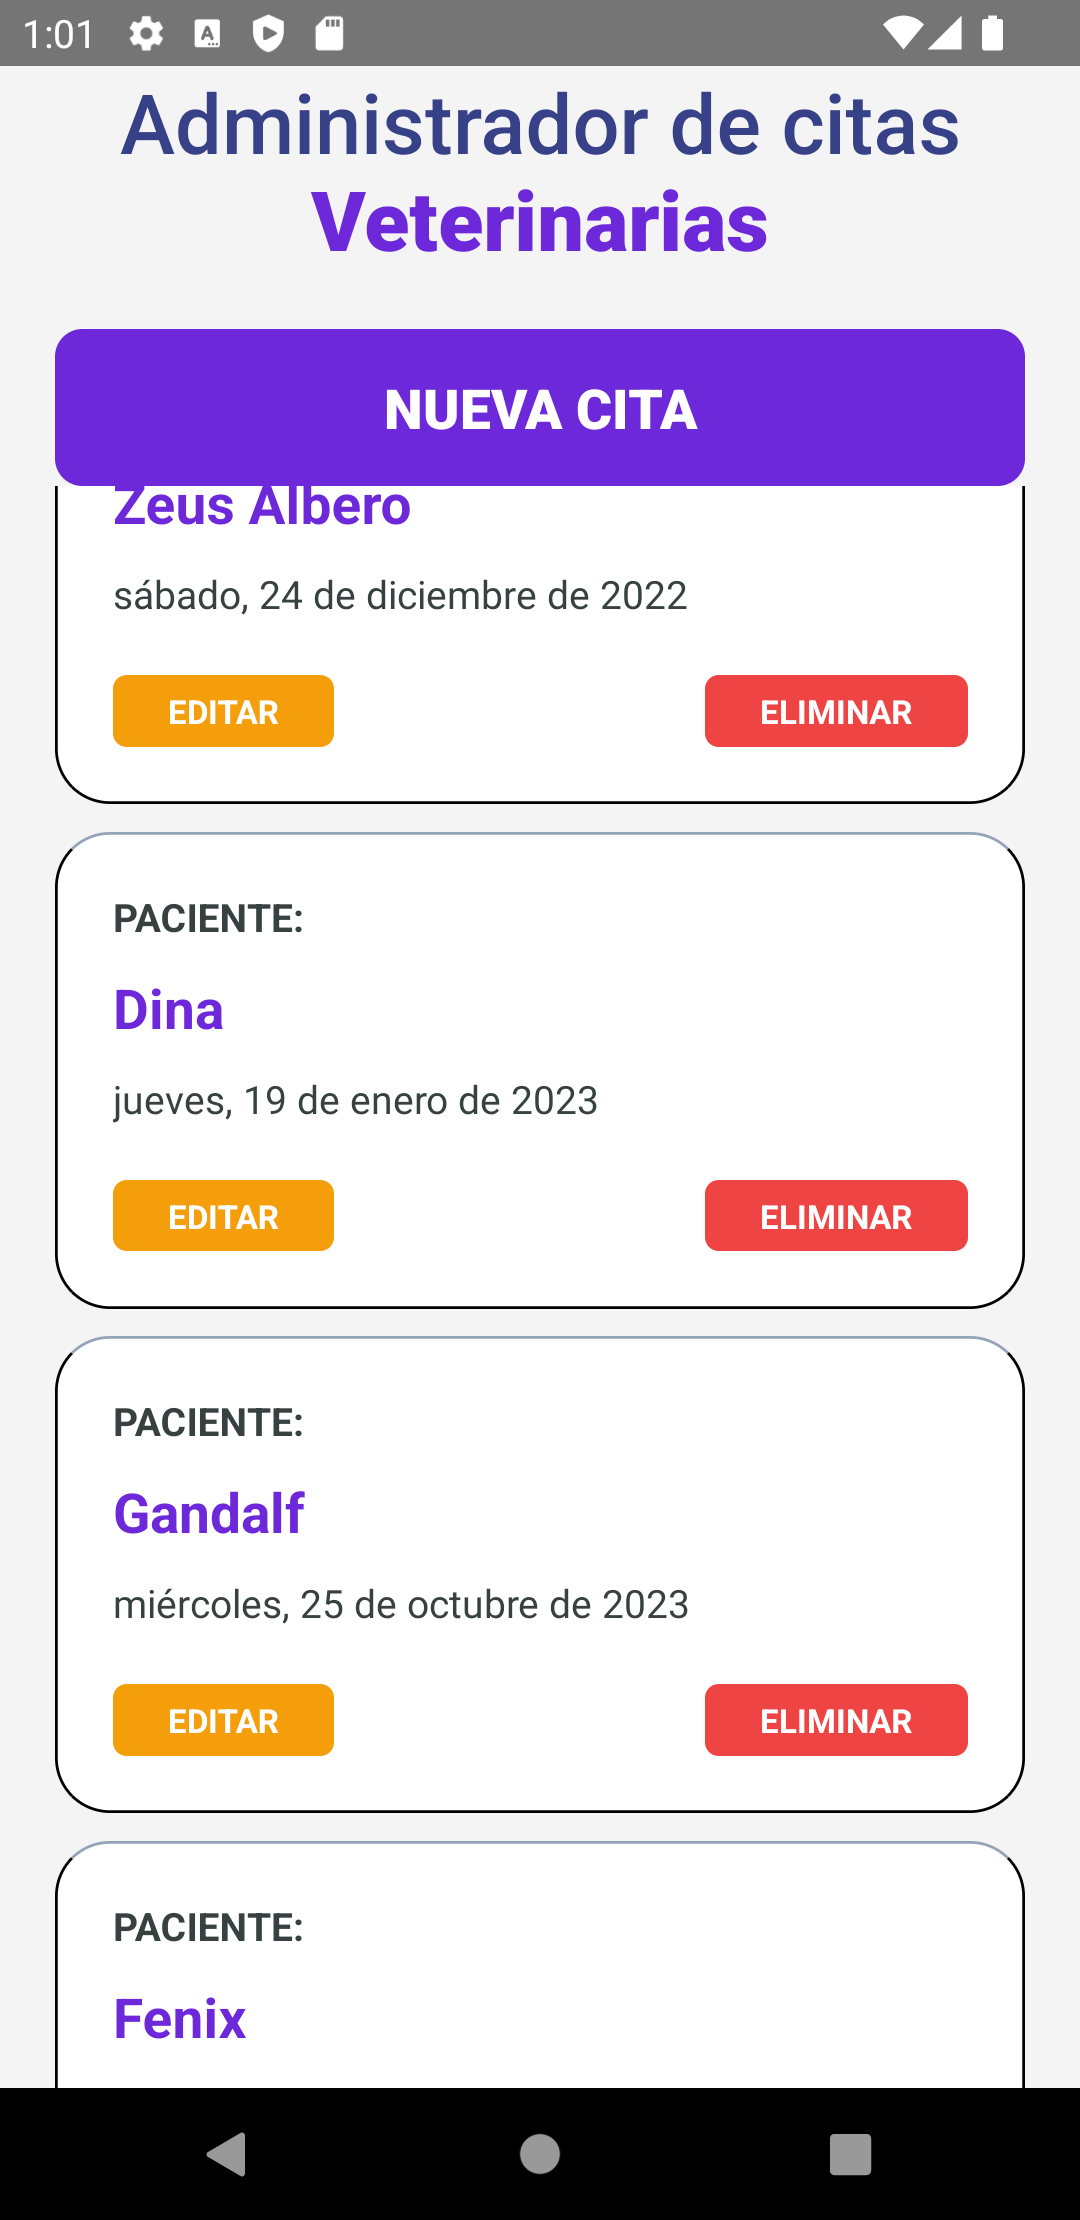 1:01
Administrador de citas
Veterinarias
NUEVA CITA
Zeus Albero
sábado, 24 de diciembre de 2022
EDITAR
ELIMINAR
PACIENTE:
Dina
jueves, 19 de enero de 2023
EDITAR
ELIMINAR
PACIENTE:
Gandalf
miércoles, 25 de octubre de 2023
EDITAR
ELIMINAR
PACIENTE:
Fenix